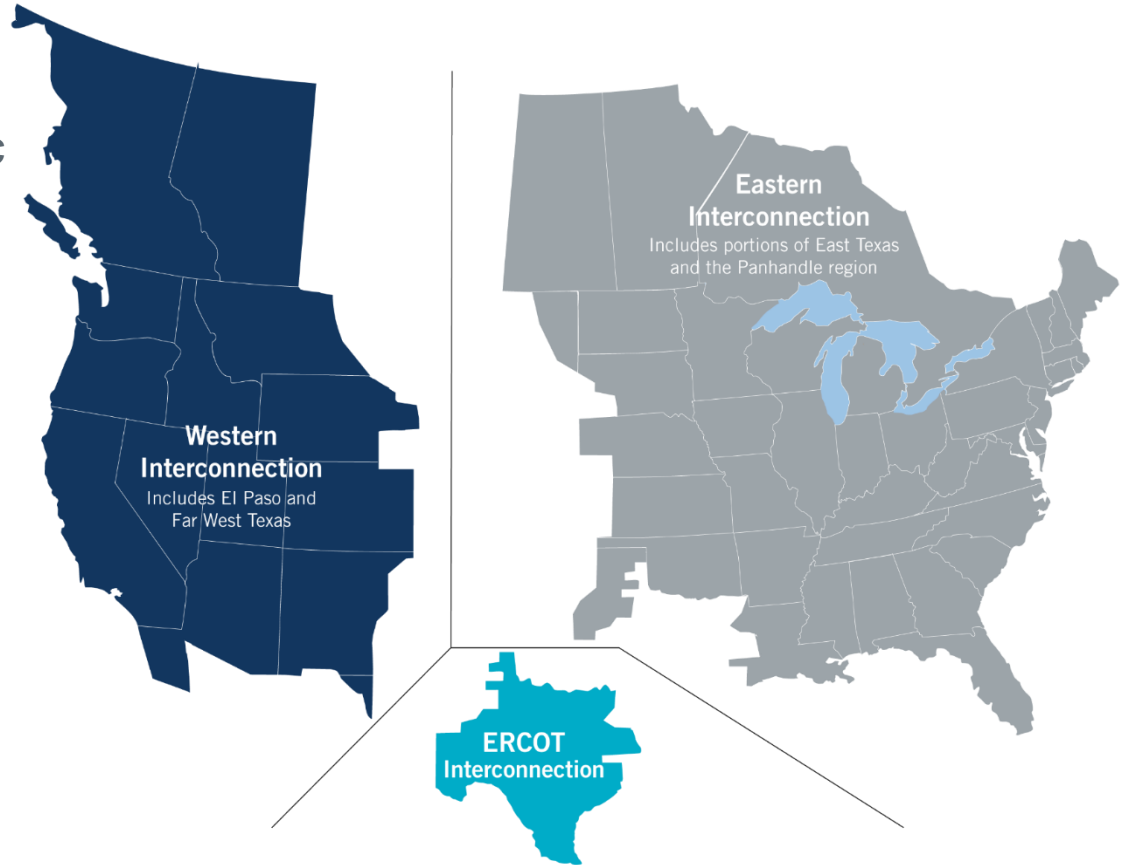 Western
Interconnection
Includes El Paso and
Far West Texas
Eastern
Interconnection
Includes portions of East Texas
and the Panhandle region
ERCOT
Interconnection